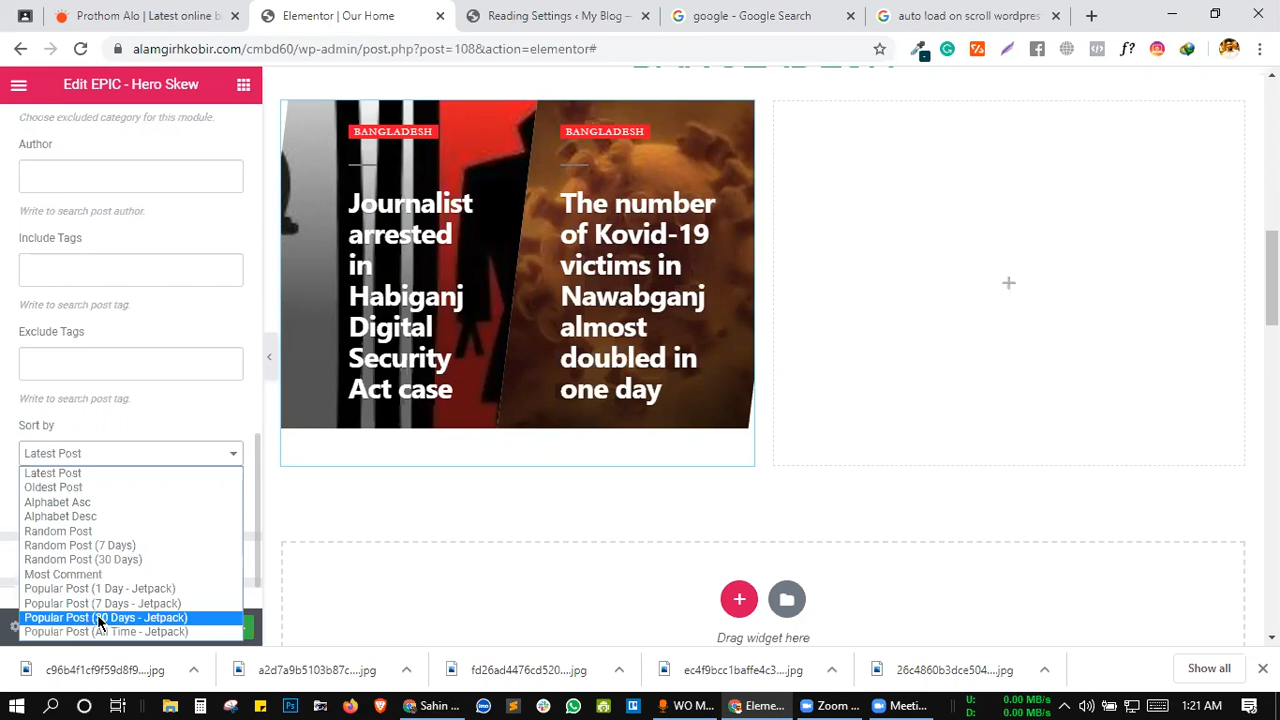 Prothom Alo | Latest online b
Elementor | Our Home
Reading Settings ‹ My Blog —
google - Google Search
auto load on scroll wordpres
alamgirhkobir.com/cmbd60/wp-admin/post.php?post=108&action=elementor#
Edit EPIC - Hero Skew
Choose excluded category for this module.
Author
Write to search post author.
Include Tags
Write to search post tag.
Exclude Tags
Write to search post tag.
Sort by
Latest Post
Latest Post
Oldest Post
Alphabet Asc
Alphabet Desc
Random Post
Random Post (7 Days)
Random Post (30 Days)
Most Comment
Popular Post (1 Day - Jetpack)
Popular Post (7 Days - Jetpack)
Popular Post (30 Days - Jetpack)
Popular Post (All Time - Jetpack)
BANGLADESH
Journalist
arrested
in
Habiganj
Digital
Security
Act case
BANGLADESH
The number
of Kovid-19
victims in
Nawabganj
almost
doubled in
one day
Drag widget here
c96b4f1cf9f59d8f9....jpg
a2d7a9b5103b87c....jpg
fd26ad4476cd520....jpg
ec4f9bcc1baffe4c3....jpg
26c4860b3dce504....jpg
Show all
Sahin ...
WO M...
Eleme...
Zoom ...
Meeti...
U: 0.00 MB/s
D: 0.00 MB/s
1:21 AM